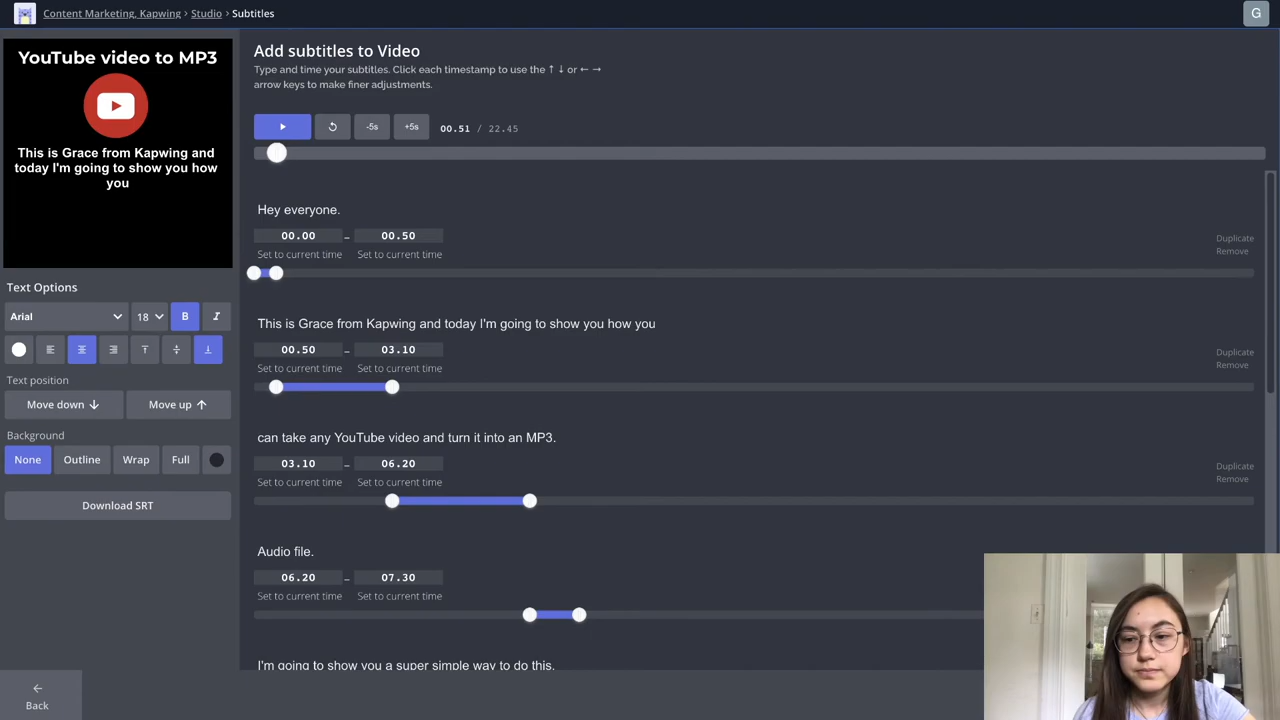 Content Marketing, Kapwing › Studio › Subtitles
G
YouTube video to MP3
This is Grace from Kapwing and
today I'm going to show you how
you
Text Options
Arial
18
B
I
Text position
Move down ↓
Move up ↑
Background
None
Outline
Wrap
Full
Download SRT
← Back
Add subtitles to Video
Type and time your subtitles. Click each timestamp to use the ↑ ↓ or ← →
arrow keys to make finer adjustments.
-5s
+5s
00.51 / 22.45
Hey everyone.
00.00 – 00.50
Set to current time Set to current time
Duplicate
Remove
This is Grace from Kapwing and today I'm going to show you how you
00.50 – 03.10
Set to current time Set to current time
Duplicate
Remove
can take any YouTube video and turn it into an MP3.
03.10 – 06.20
Set to current time Set to current time
Duplicate
Remove
Audio file.
06.20 – 07.30
Set to current time Set to current time
I'm going to show you a super simple way to do this.